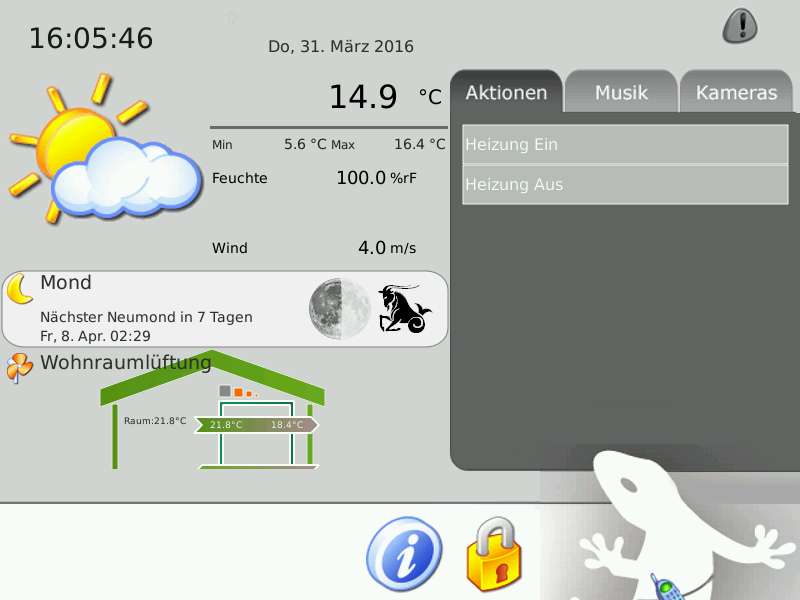 16:05:46
Do, 31. März 2016
14.9 °C
Min 5.6 °C Max 16.4 °C
Feuchte 100.0 %rF
Wind 4.0 m/s
Aktionen
Musik
Kameras
Heizung Ein
Heizung Aus
Mond
Nächster Neumond in 7 Tagen
Fr, 8. Apr. 02:29
Wohnraumlüftung
Raum:21.8°C
21.8°C 18.4°C